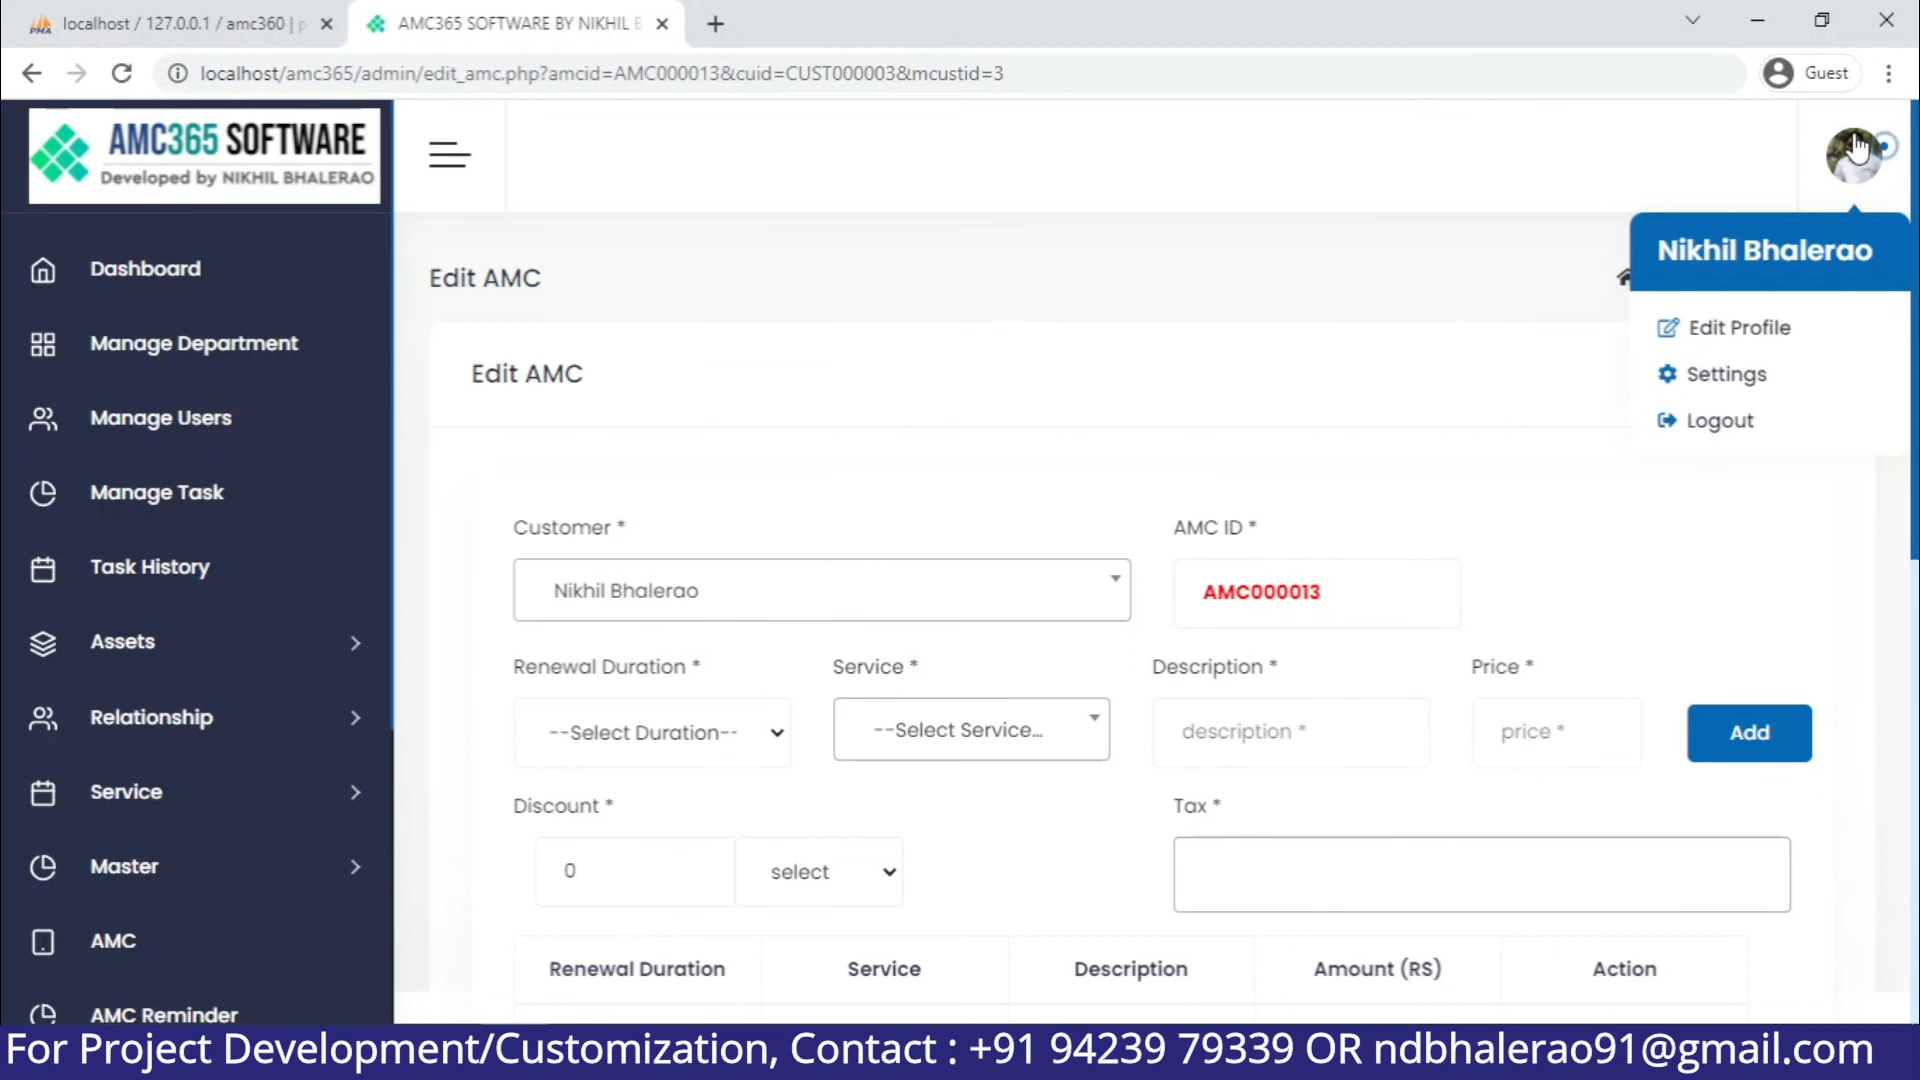 localhost / 127.0.0.1 / amc360 | p
AMC365 SOFTWARE BY NIKHIL B
localhost/amc365/admin/edit_amc.php?amcid=AMC000013&cuid=CUST000003&mcustid=3
Guest
AMC365 SOFTWARE
Developed by NIKHIL BHALERAO
Nikhil Bhalerao
Edit Profile
Settings
Logout
Dashboard
Manage Department
Manage Users
Manage Task
Task History
Assets
Relationship
Service
Master
AMC
AMC Reminder
Edit AMC
Edit AMC
Customer * AMC ID *
Nikhil Bhalerao AMC000013
Renewal Duration * Service * Description * Price *
--Select Duration-- --Select Service... description * price * Add
Discount * Tax *
0 select
Renewal Duration Service Description Amount (RS) Action
For Project Development/Customization, Contact : +91 94239 79339 OR ndbhalerao91@gmail.com